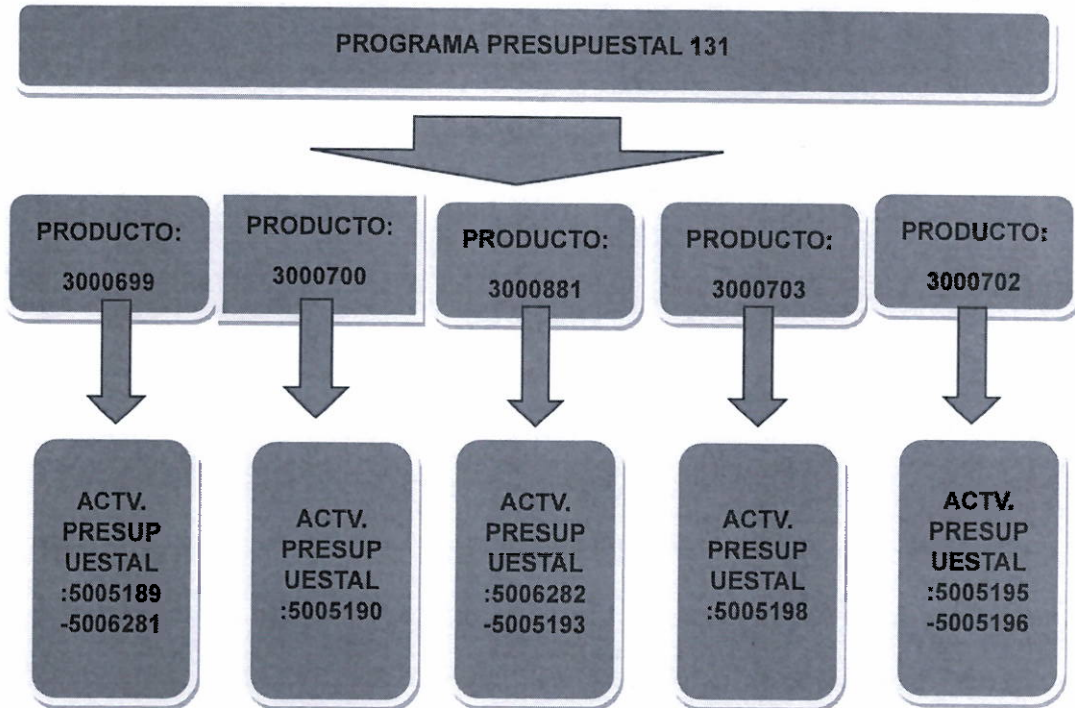 PROGRAMA PRESUPUESTAL 131
PRODUCTO:
3000699
PRODUCTO:
3000700
PRODUCTO:
3000881
PRODUCTO:
3000703
PRODUCTO:
3000702
ACTV.
PRESUP
UESTAL
:5005189
-5006281
ACTV.
PRESUP
UESTAL
:5005190
ACTV.
PRESUP
UESTAL
:5006282
-5005193
ACTV.
PRESUP
UESTAL
:5005198
ACTV.
PRESUP
UESTAL
:5005195
-5005196